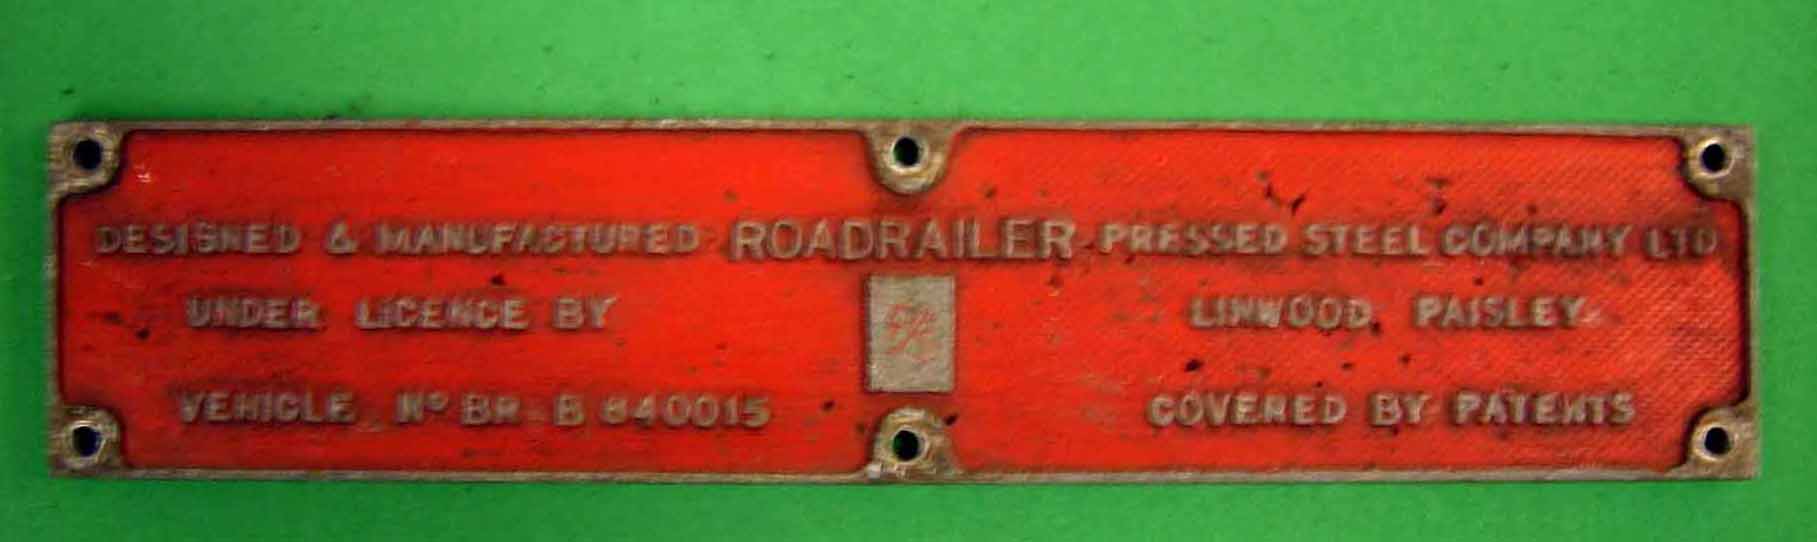 DESIGNED & MANUFACTURED ROADRAILER PRESSED STEEL COMPANY LTD
UNDER LICENCE BY LINWOOD PAISLEY
VEHICLE Nº BR B 840015 COVERED BY PATENTS